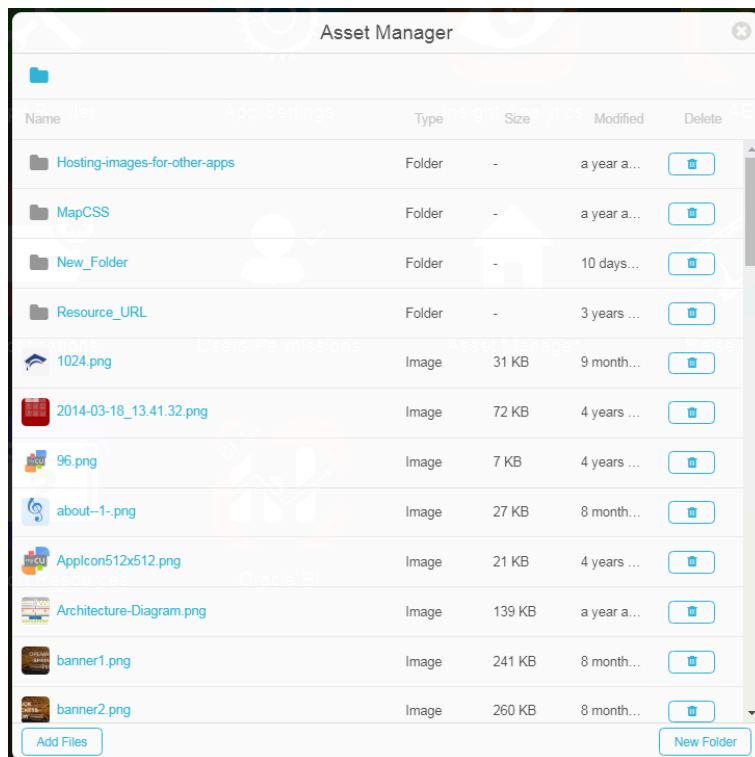 Asset Manager
Name Type Size Modified Delete
Hosting-images-for-other-apps Folder - a year a...
MapCSS Folder - a year a...
New_Folder Folder - 10 days...
Resource_URL Folder - 3 years ...
1024.png Image 31 KB 9 month...
2014-03-18_13.41.32.png Image 72 KB 4 years ...
96.png Image 7 KB 4 years ...
about--1-.png Image 27 KB 8 month...
AppIcon512x512.png Image 21 KB 4 years ...
Architecture-Diagram.png Image 139 KB a year a...
banner1.png Image 241 KB 8 month...
banner2.png Image 260 KB 8 month...
Add Files New Folder